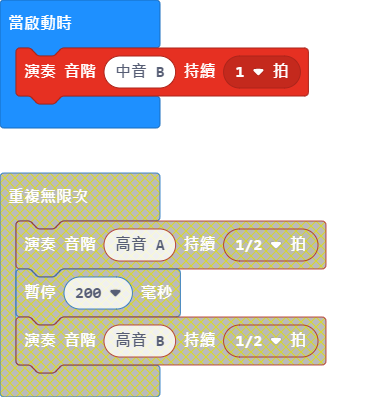 當啟動時
演奏 音階 中音 B 持續 1 拍
重複無限次
演奏 音階 高音 A 持續 1/2 拍
暫停 200 毫秒
演奏 音階 高音 B 持續 1/2 拍